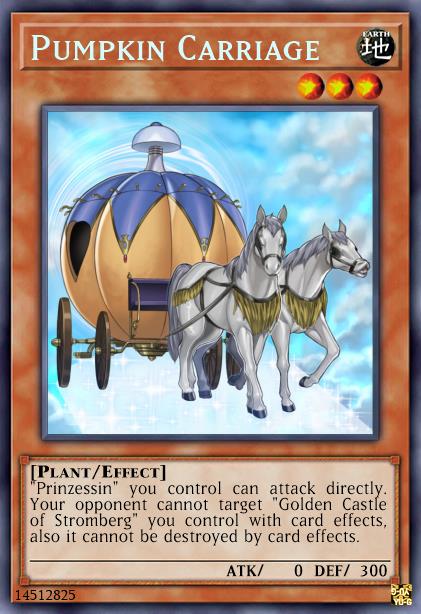 PUMPKIN CARRIAGE
EARTH
地
[PLANT/EFFECT]
"Prinzessin" you control can attack directly.
Your opponent cannot target "Golden Castle
of Stromberg" you control with card effects,
also it cannot be destroyed by card effects.
ATK/ 0 DEF/ 300
14512825